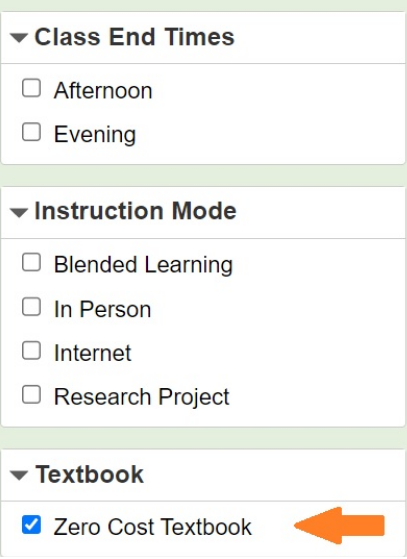 Class End Times
Afternoon
Evening
Instruction Mode
Blended Learning
In Person
Internet
Research Project
Textbook
Zero Cost Textbook